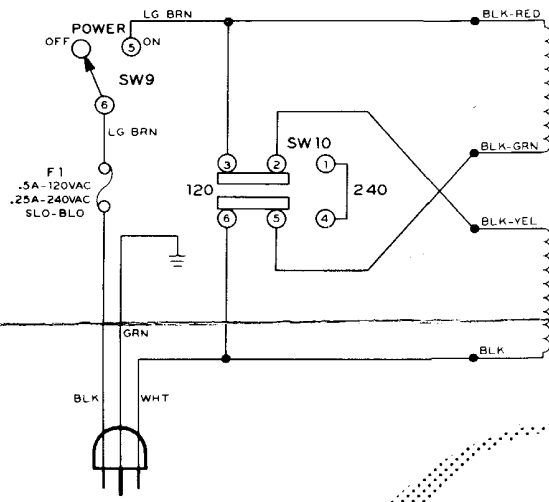 LG BRN
BLK-RED
POWER
OFF
5
ON
SW9
6
LG BRN
F1
.5A-120VAC
.25A-240VAC
SLO-BLO
SW10
3
2
1
120
240
6
5
4
BLK-GRN
BLK-YEL
GRN
BLK
BLK
WHT